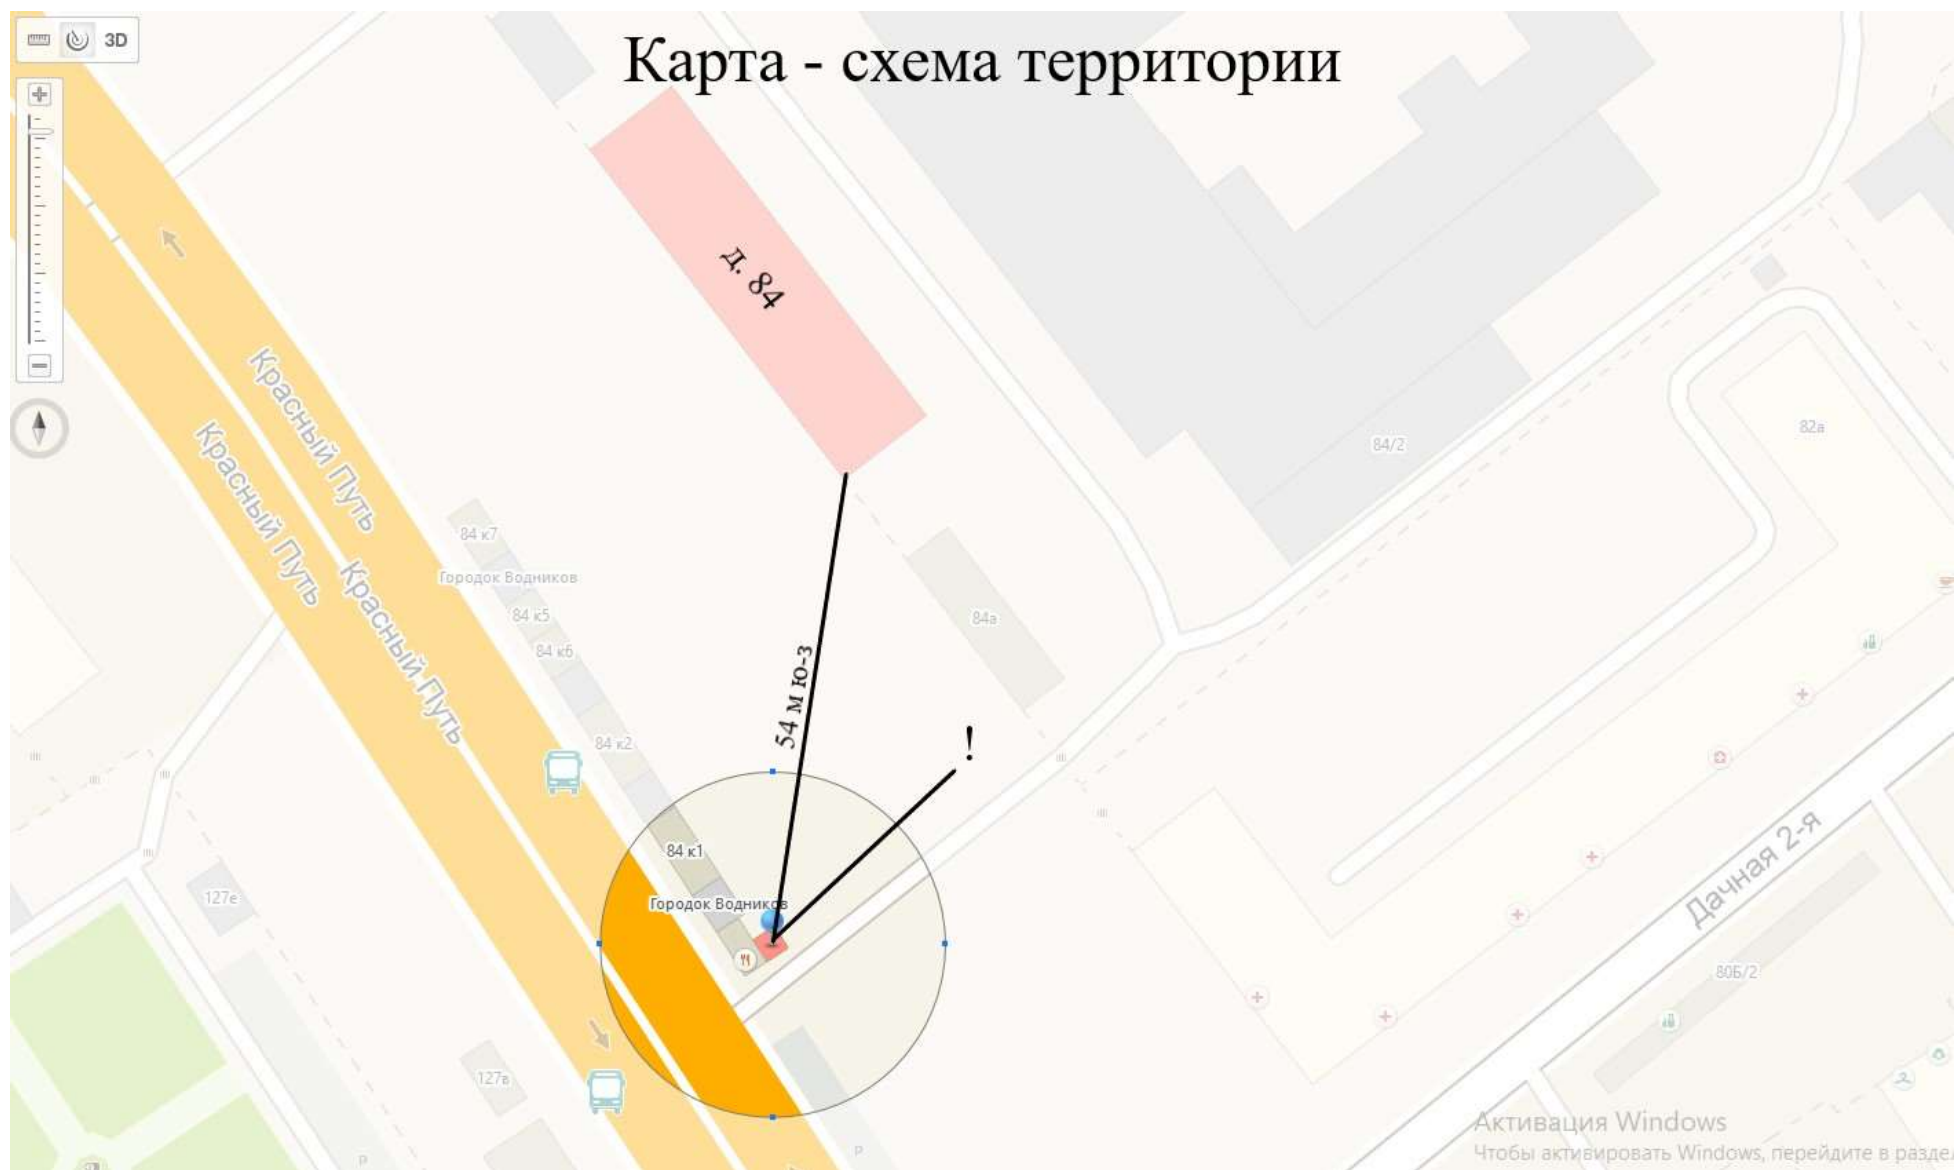 3D
Карта - схема территории
д. 84
Красный Путь
Красный Путь
84/2
82а
84 к7
Городок Водников
84 к5
Красный Путь
84а
84 к6
54 м ю-з
84 к2
!
84 к1
Дачная 2-я
127е
Городок Водников
80Б/2
127в
Активация Windows
P
P
Чтобы активировать Windows, перейдите в разде